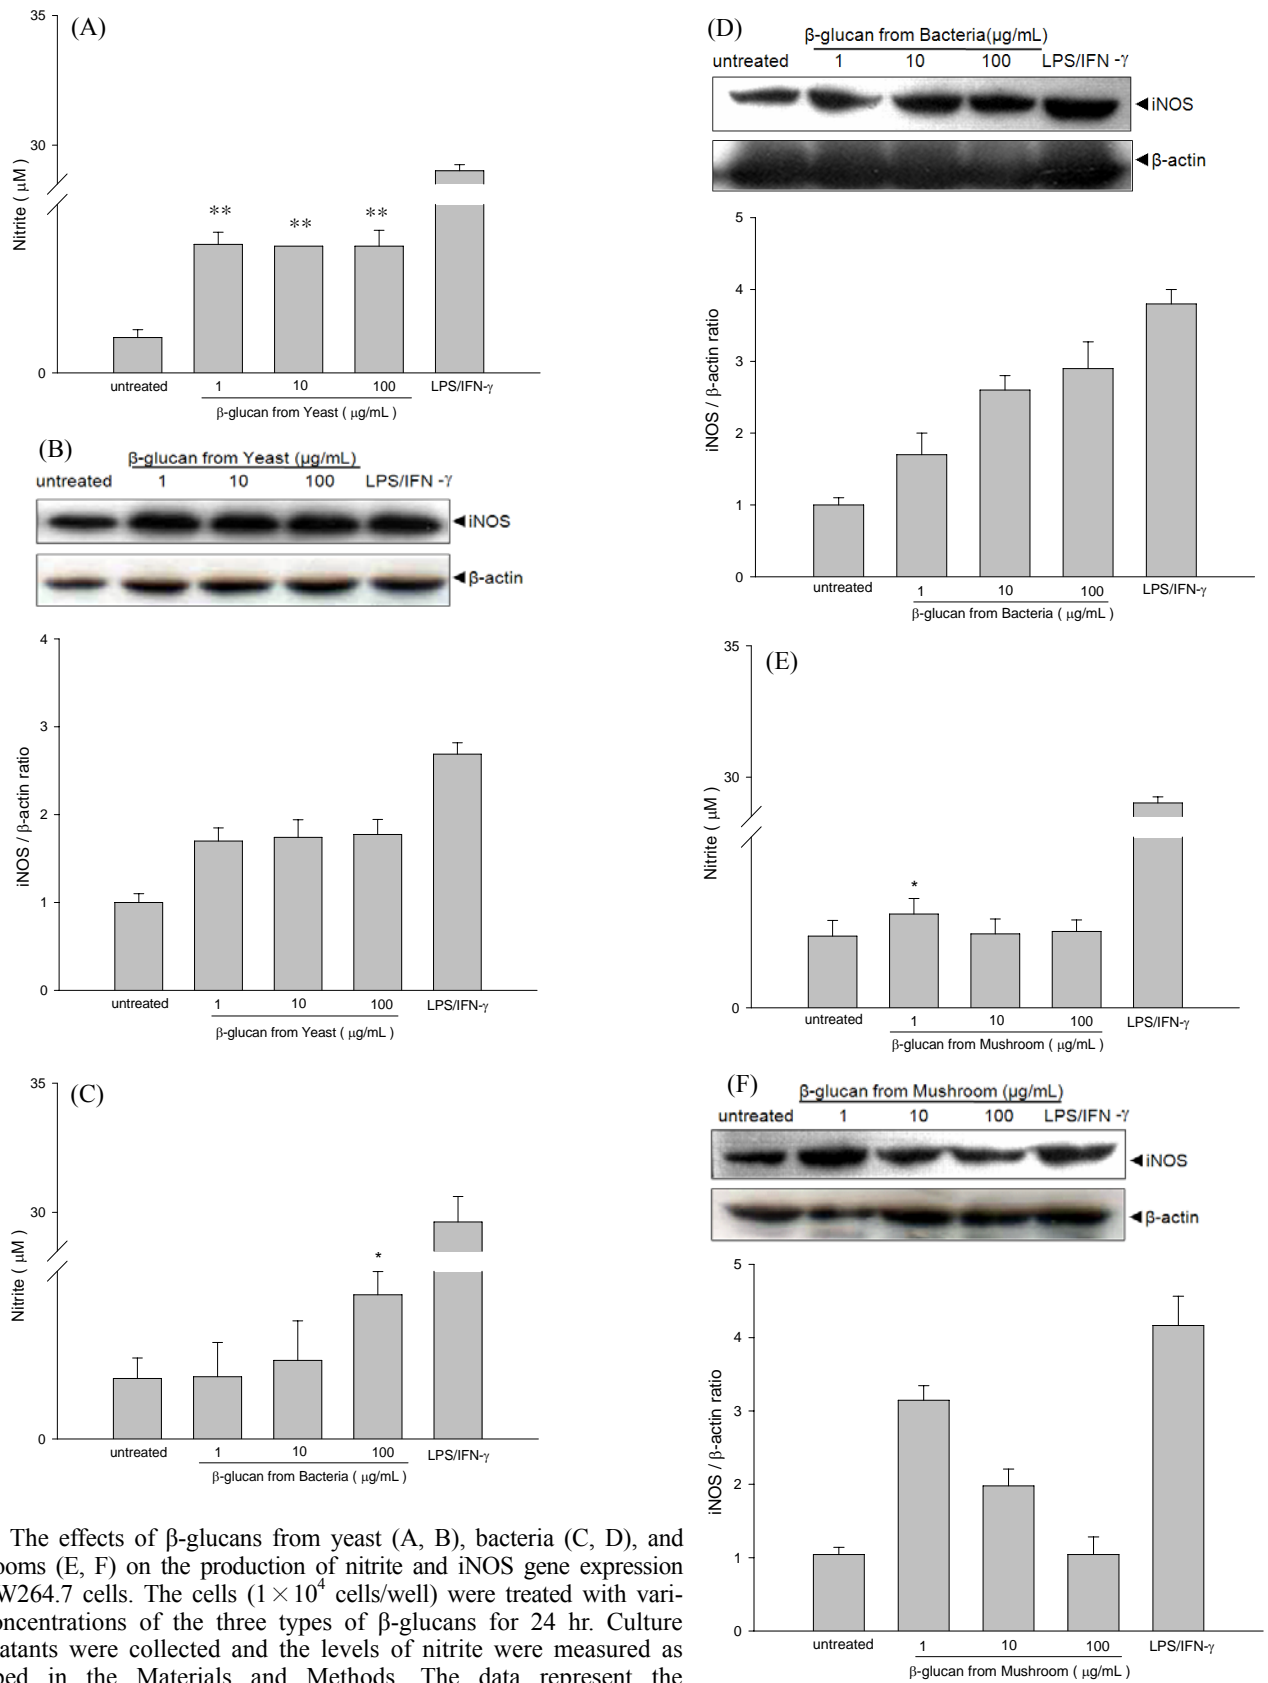 (A)
35
30
0
Nitrite ( μM )
** ** **
untreated 1 10 100 LPS/IFN-γ
β-glucan from Yeast ( μg/mL )
(B)
β-glucan from Yeast (μg/mL)
untreated 1 10 100 LPS/IFN -γ
◄iNOS
◄β-actin
4
3
2
1
0
iNOS / β-actin ratio
untreated 1 10 100 LPS/IFN-γ
β-glucan from Yeast ( μg/mL )
(C)
35
30
0
Nitrite ( μM )
*
untreated 1 10 100 LPS/IFN-γ
β-glucan from Bacteria ( μg/mL )
The effects of β-glucans from yeast (A, B), bacteria (C, D), and
ooms (E, F) on the production of nitrite and iNOS gene expression
W264.7 cells. The cells (1×10⁴ cells/well) were treated with vari-
oncentrations of the three types of β-glucans for 24 hr. Culture
atants were collected and the levels of nitrite were measured as
bed in the Materials and Methods. The data represent the
(D)
β-glucan from Bacteria(μg/mL)
untreated 1 10 100 LPS/IFN -γ
◄iNOS
◄β-actin
5
4
3
2
1
0
iNOS / β-actin ratio
untreated 1 10 100 LPS/IFN-γ
β-glucan from Bacteria ( μg/mL )
(E)
35
30
0
Nitrite ( μM )
*
untreated 1 10 100 LPS/IFN-γ
β-glucan from Mushroom ( μg/mL )
(F)
β-glucan from Mushroom (μg/mL)
untreated 1 10 100 LPS/IFN -γ
◄iNOS
◄β-actin
5
4
3
2
1
0
iNOS / β-actin ratio
untreated 1 10 100 LPS/IFN-γ
β-glucan from Mushroom ( μg/mL )